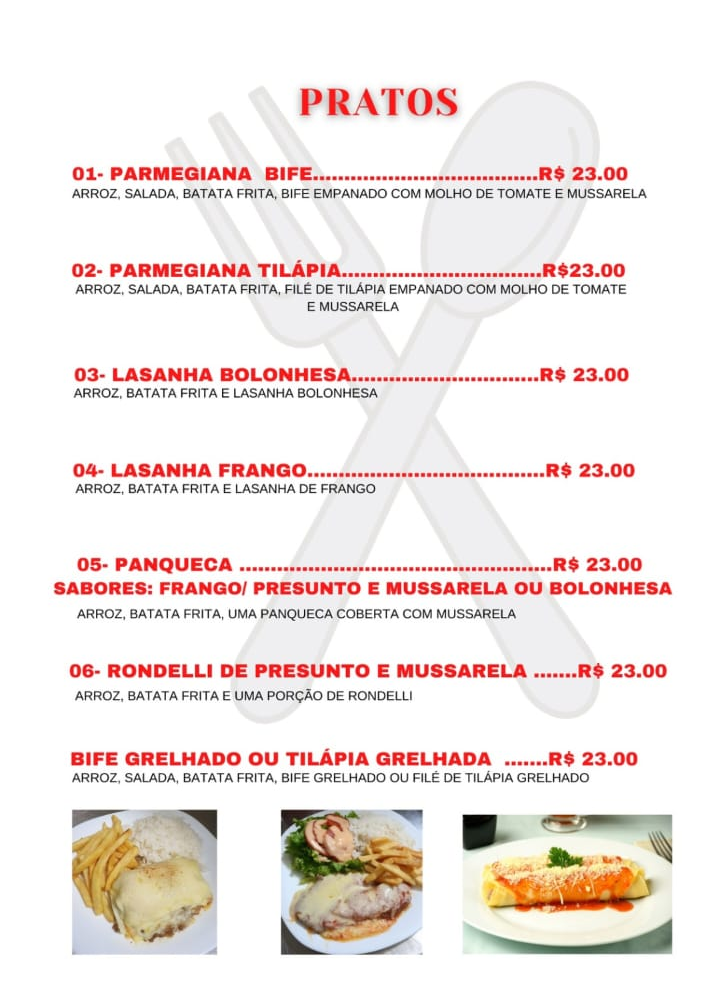 PRATOS
01- PARMEGIANA BIFE....................................R$ 23.00
ARROZ, SALADA, BATATA FRITA, BIFE EMPANADO COM MOLHO DE TOMATE E MUSSARELA
02- PARMEGIANA TILÁPIA................................R$23.00
ARROZ, SALADA, BATATA FRITA, FILÉ DE TILÁPIA EMPANADO COM MOLHO DE TOMATE
E MUSSARELA
03- LASANHA BOLONHESA..............................R$ 23.00
ARROZ, BATATA FRITA E LASANHA BOLONHESA
04- LASANHA FRANGO......................................R$ 23.00
ARROZ, BATATA FRITA E LASANHA DE FRANGO
05- PANQUECA ..................................................R$ 23.00
SABORES: FRANGO/ PRESUNTO E MUSSARELA OU BOLONHESA
ARROZ, BATATA FRITA, UMA PANQUECA COBERTA COM MUSSARELA
06- RONDELLI DE PRESUNTO E MUSSARELA .......R$ 23.00
ARROZ, BATATA FRITA E UMA PORÇÃO DE RONDELLI
BIFE GRELHADO OU TILÁPIA GRELHADA .......R$ 23.00
ARROZ, SALADA, BATATA FRITA, BIFE GRELHADO OU FILÉ DE TILÁPIA GRELHADO